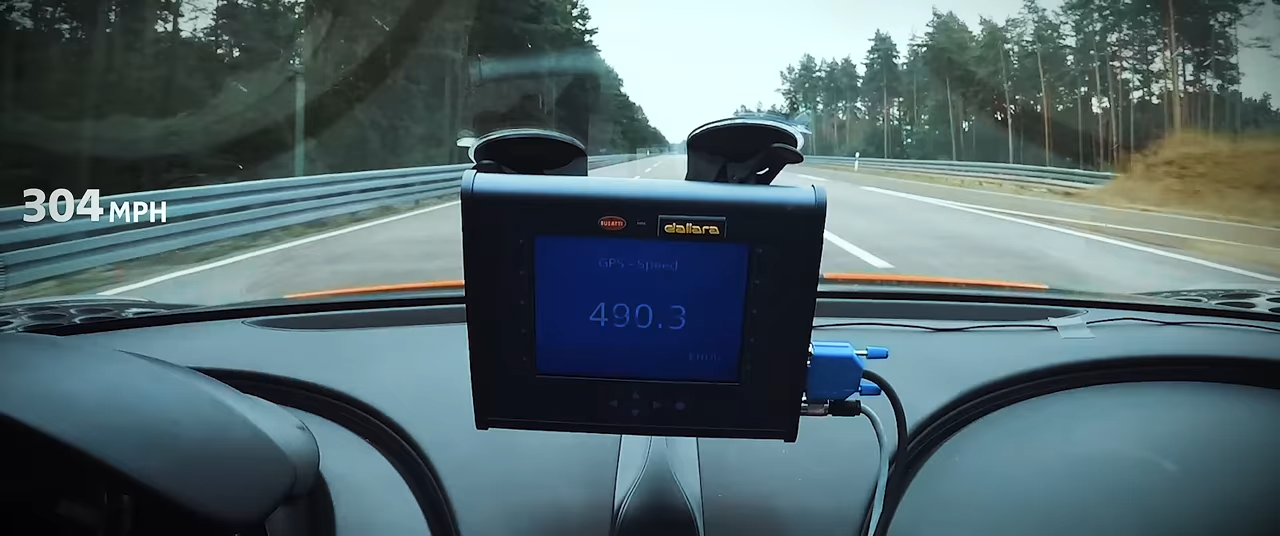 304 MPH
BUGATTI
dallara
GPS-Speed
490.3
km/h